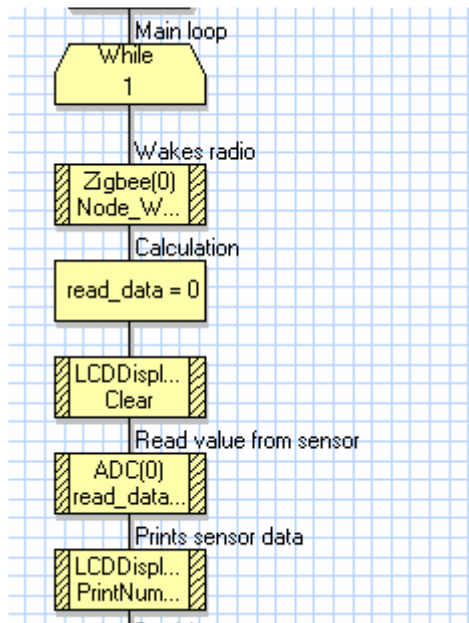 Main loop
While
1
Wakes radio
Zigbee(0)
Node_W...
Calculation
read_data = 0
LCDDispl...
Clear
Read value from sensor
ADC(0)
read_data...
Prints sensor data
LCDDispl...
PrintNum...